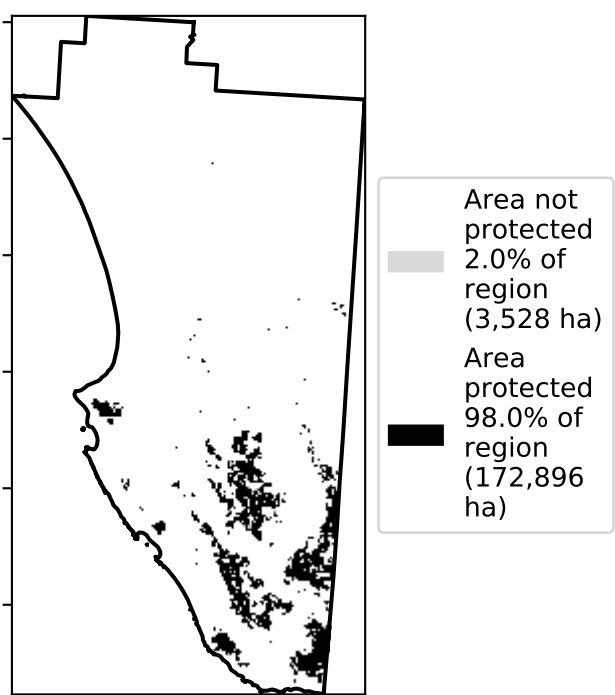 Area not
protected
2.0% of
region
(3,528 ha)
Area
protected
98.0% of
region
(172,896
ha)